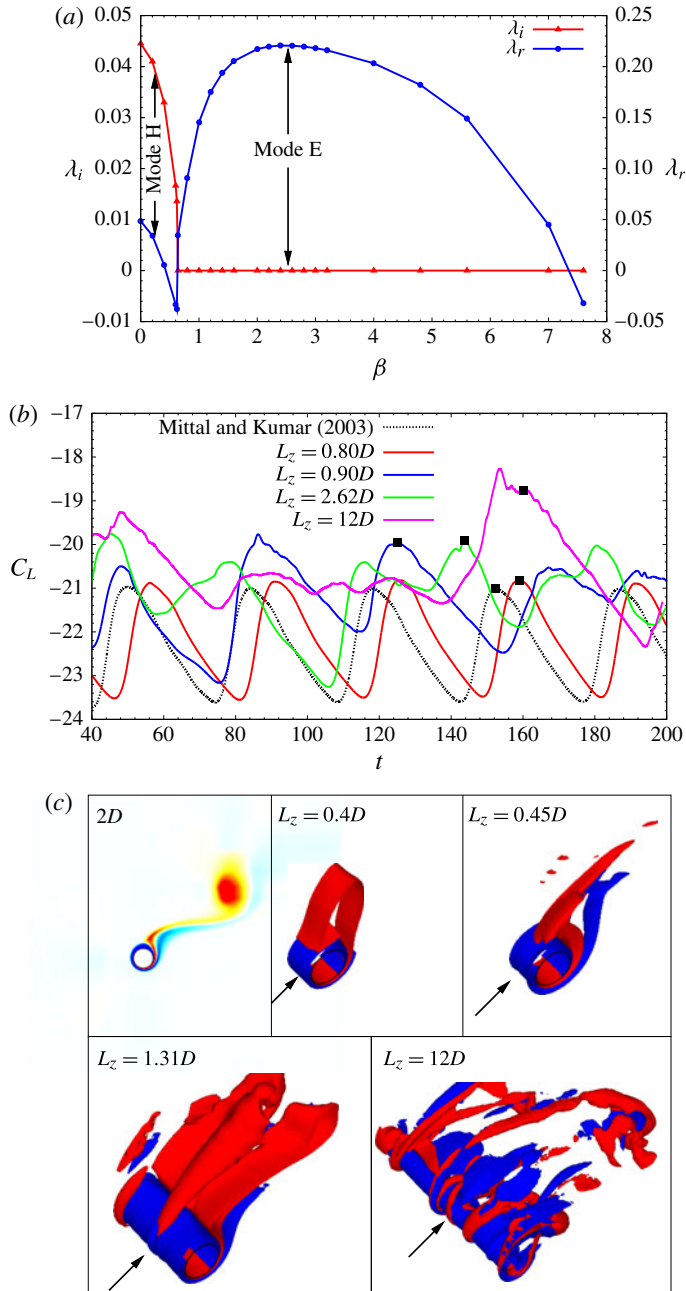 (a)
0.05
0.04
0.03
0.02
0.01
0
−0.01
λi
0.25
0.20
0.15
0.10
0.05
0
−0.05
λr
λi
λr
Mode H
Mode E
0 1 2 3 4 5 6 7 8
β
(b)
−17
−18
−19
−20
−21
−22
−23
−24
CL
Mittal and Kumar (2003)
Lz = 0.80D
Lz = 0.90D
Lz = 2.62D
Lz = 12D
40 60 80 100 120 140 160 180 200
t
(c)
2D
Lz = 0.4D
Lz = 0.45D
Lz = 1.31D
Lz = 12D